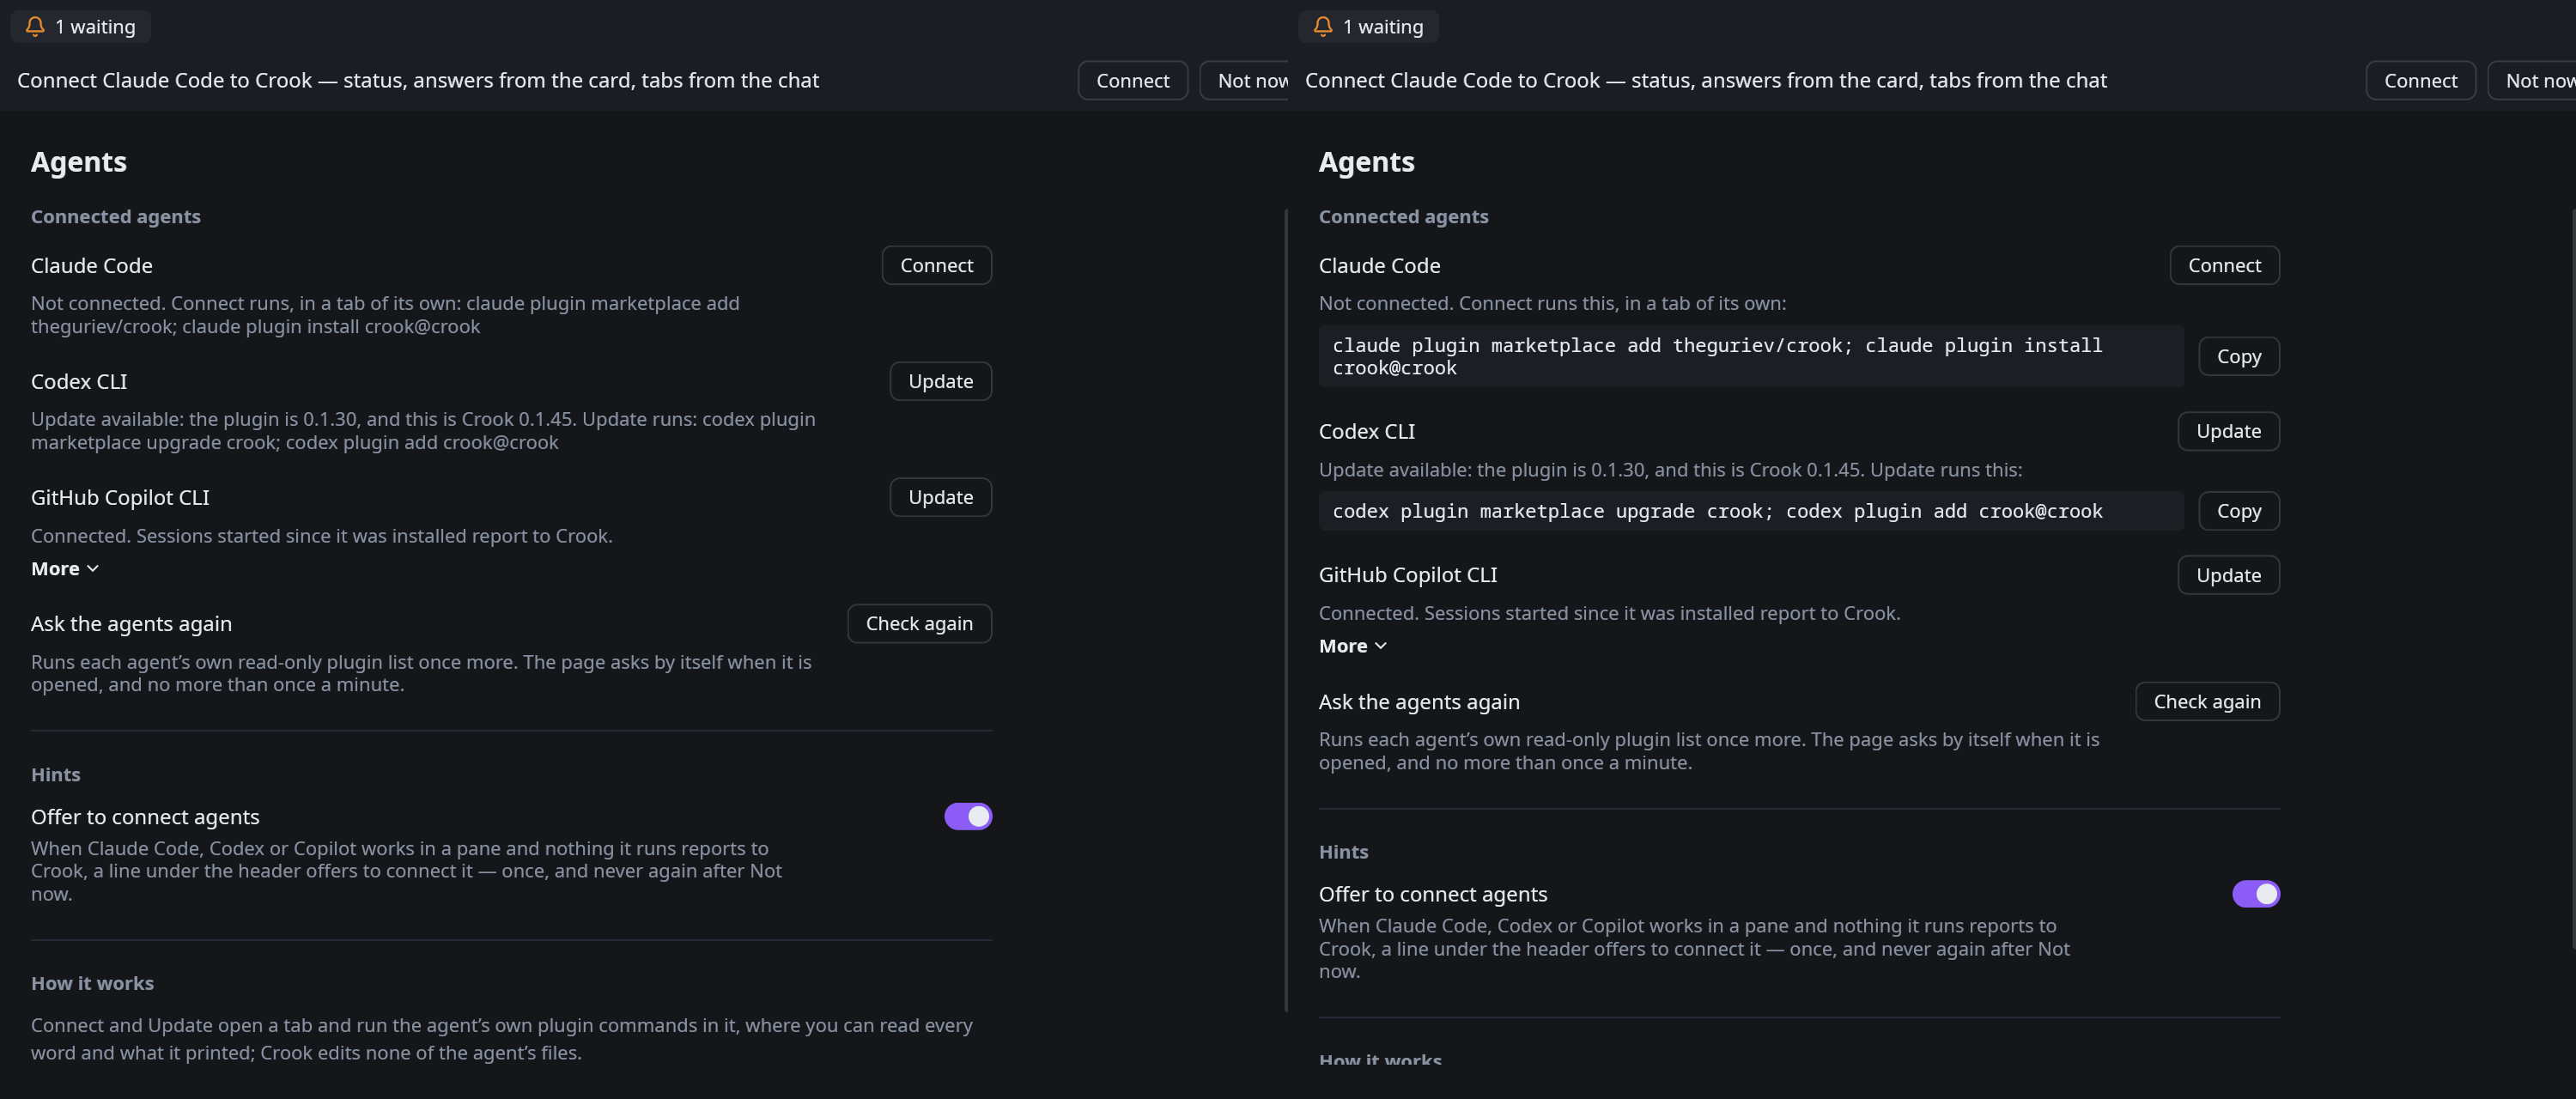 1 waiting
Connect Claude Code to Crook — status, answers from the card, tabs from the chat
Connect
Not now
Agents
Connected agents
Claude Code
Connect
Not connected. Connect runs, in a tab of its own: claude plugin marketplace add
theguriev/crook; claude plugin install crook@crook
Codex CLI
Update
Update available: the plugin is 0.1.30, and this is Crook 0.1.45. Update runs: codex plugin
marketplace upgrade crook; codex plugin add crook@crook
GitHub Copilot CLI
Update
Connected. Sessions started since it was installed report to Crook.
More
Ask the agents again
Check again
Runs each agent’s own read-only plugin list once more. The page asks by itself when it is
opened, and no more than once a minute.
Hints
Offer to connect agents
When Claude Code, Codex or Copilot works in a pane and nothing it runs reports to
Crook, a line under the header offers to connect it — once, and never again after Not
now.
How it works
Connect and Update open a tab and run the agent’s own plugin commands in it, where you can read every
word and what it printed; Crook edits none of the agent’s files.
1 waiting
Connect Claude Code to Crook — status, answers from the card, tabs from the chat
Connect
Not now
Agents
Connected agents
Claude Code
Connect
Not connected. Connect runs this, in a tab of its own:
claude plugin marketplace add theguriev/crook; claude plugin install
crook@crook
Copy
Codex CLI
Update
Update available: the plugin is 0.1.30, and this is Crook 0.1.45. Update runs this:
codex plugin marketplace upgrade crook; codex plugin add crook@crook
Copy
GitHub Copilot CLI
Update
Connected. Sessions started since it was installed report to Crook.
More
Ask the agents again
Check again
Runs each agent’s own read-only plugin list once more. The page asks by itself when it is
opened, and no more than once a minute.
Hints
Offer to connect agents
When Claude Code, Codex or Copilot works in a pane and nothing it runs reports to
Crook, a line under the header offers to connect it — once, and never again after Not
now.
How it works